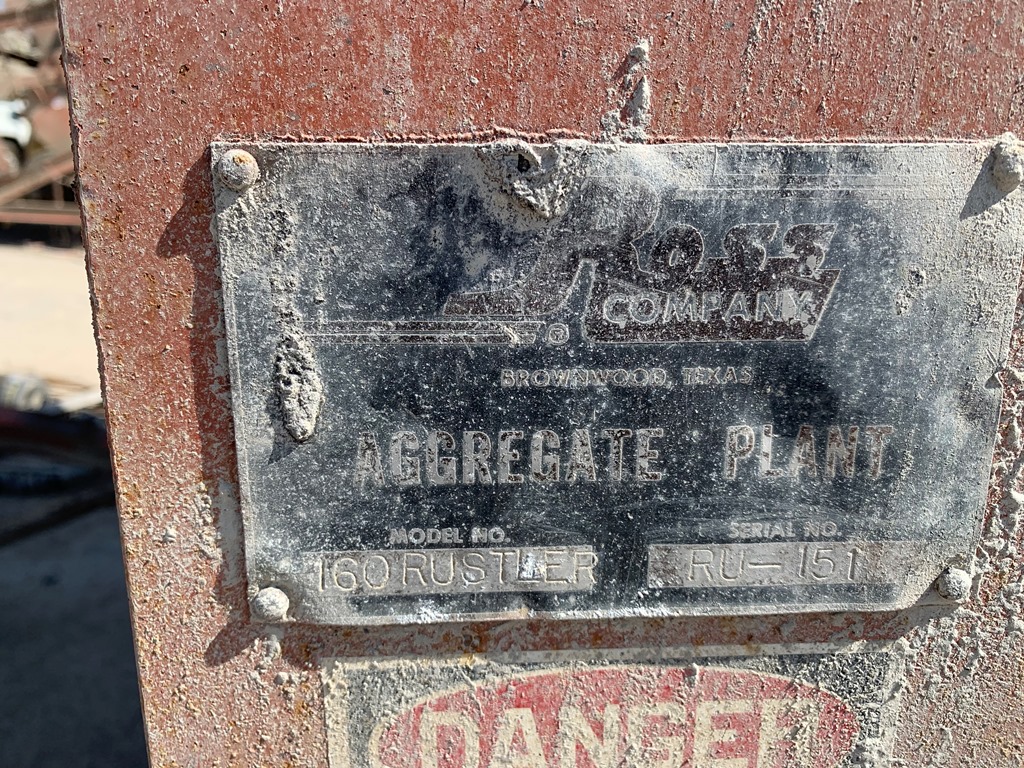 Ross
COMPANY
®
BROWNWOOD, TEXAS
AGGREGATE PLANT
MODEL NO. SERIAL NO.
160 RUSTLER RU-151
DANGER